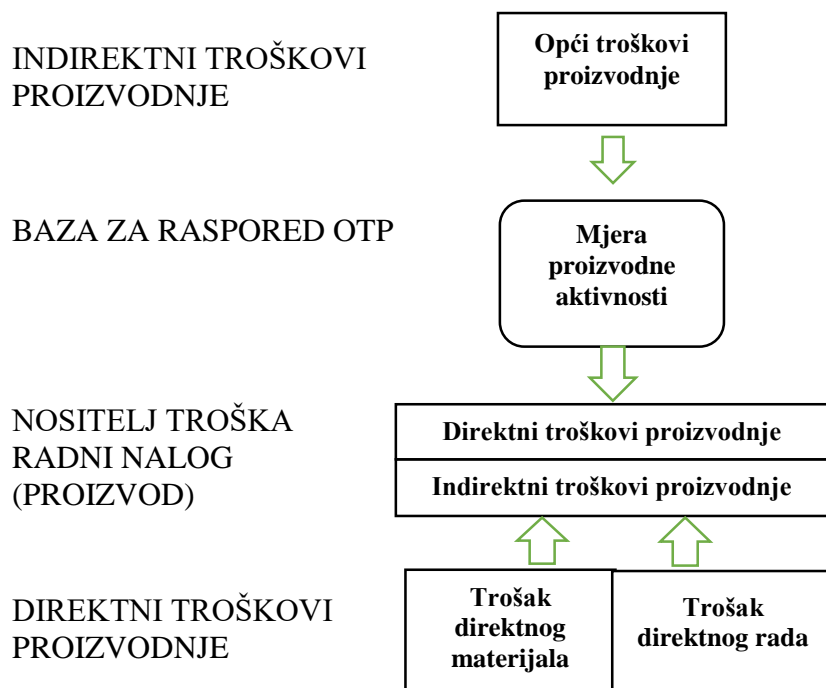 INDIREKTNI TROŠKOVI
PROIZVODNJE
Opći troškovi
proizvodnje
BAZA ZA RASPORED OTP
Mjera
proizvodne
aktivnosti
NOSITELJ TROŠKA
RADNI NALOG
(PROIZVOD)
Direktni troškovi proizvodnje
Indirektni troškovi proizvodnje
DIREKTNI TROŠKOVI
PROIZVODNJE
Trošak
direktnog
materijala
Trošak
direktnog rada